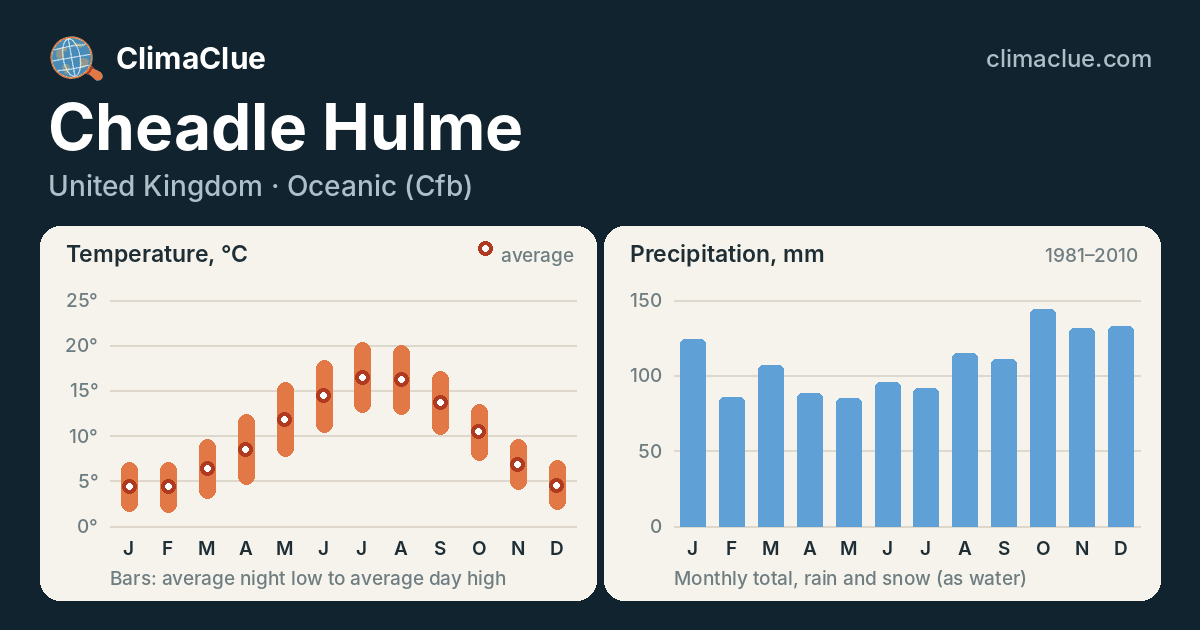 ClimaClue
climaclue.com
Cheadle Hulme
United Kingdom · Oceanic (Cfb)
Temperature, °C
average
25°
20°
15°
10°
5°
0°
J F M A M J J A S O N D
Bars: average night low to average day high
Precipitation, mm
1981–2010
150
100
50
0
J F M A M J J A S O N D
Monthly total, rain and snow (as water)